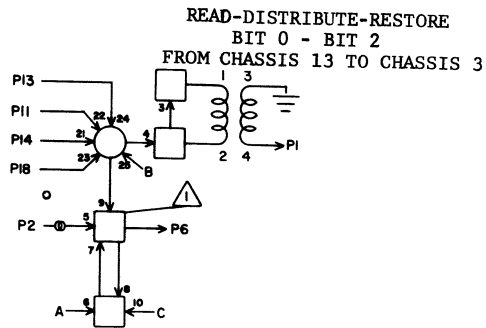 READ-DISTRIBUTE-RESTORE
BIT 0 - BIT 2
FROM CHASSIS 13 TO CHASSIS 3
P13
1 3
3
P11
22 24
P14
21
4
P18
23
25
B
2 4
P1
9
1
P2
5
P6
7
8
A
6
10
C